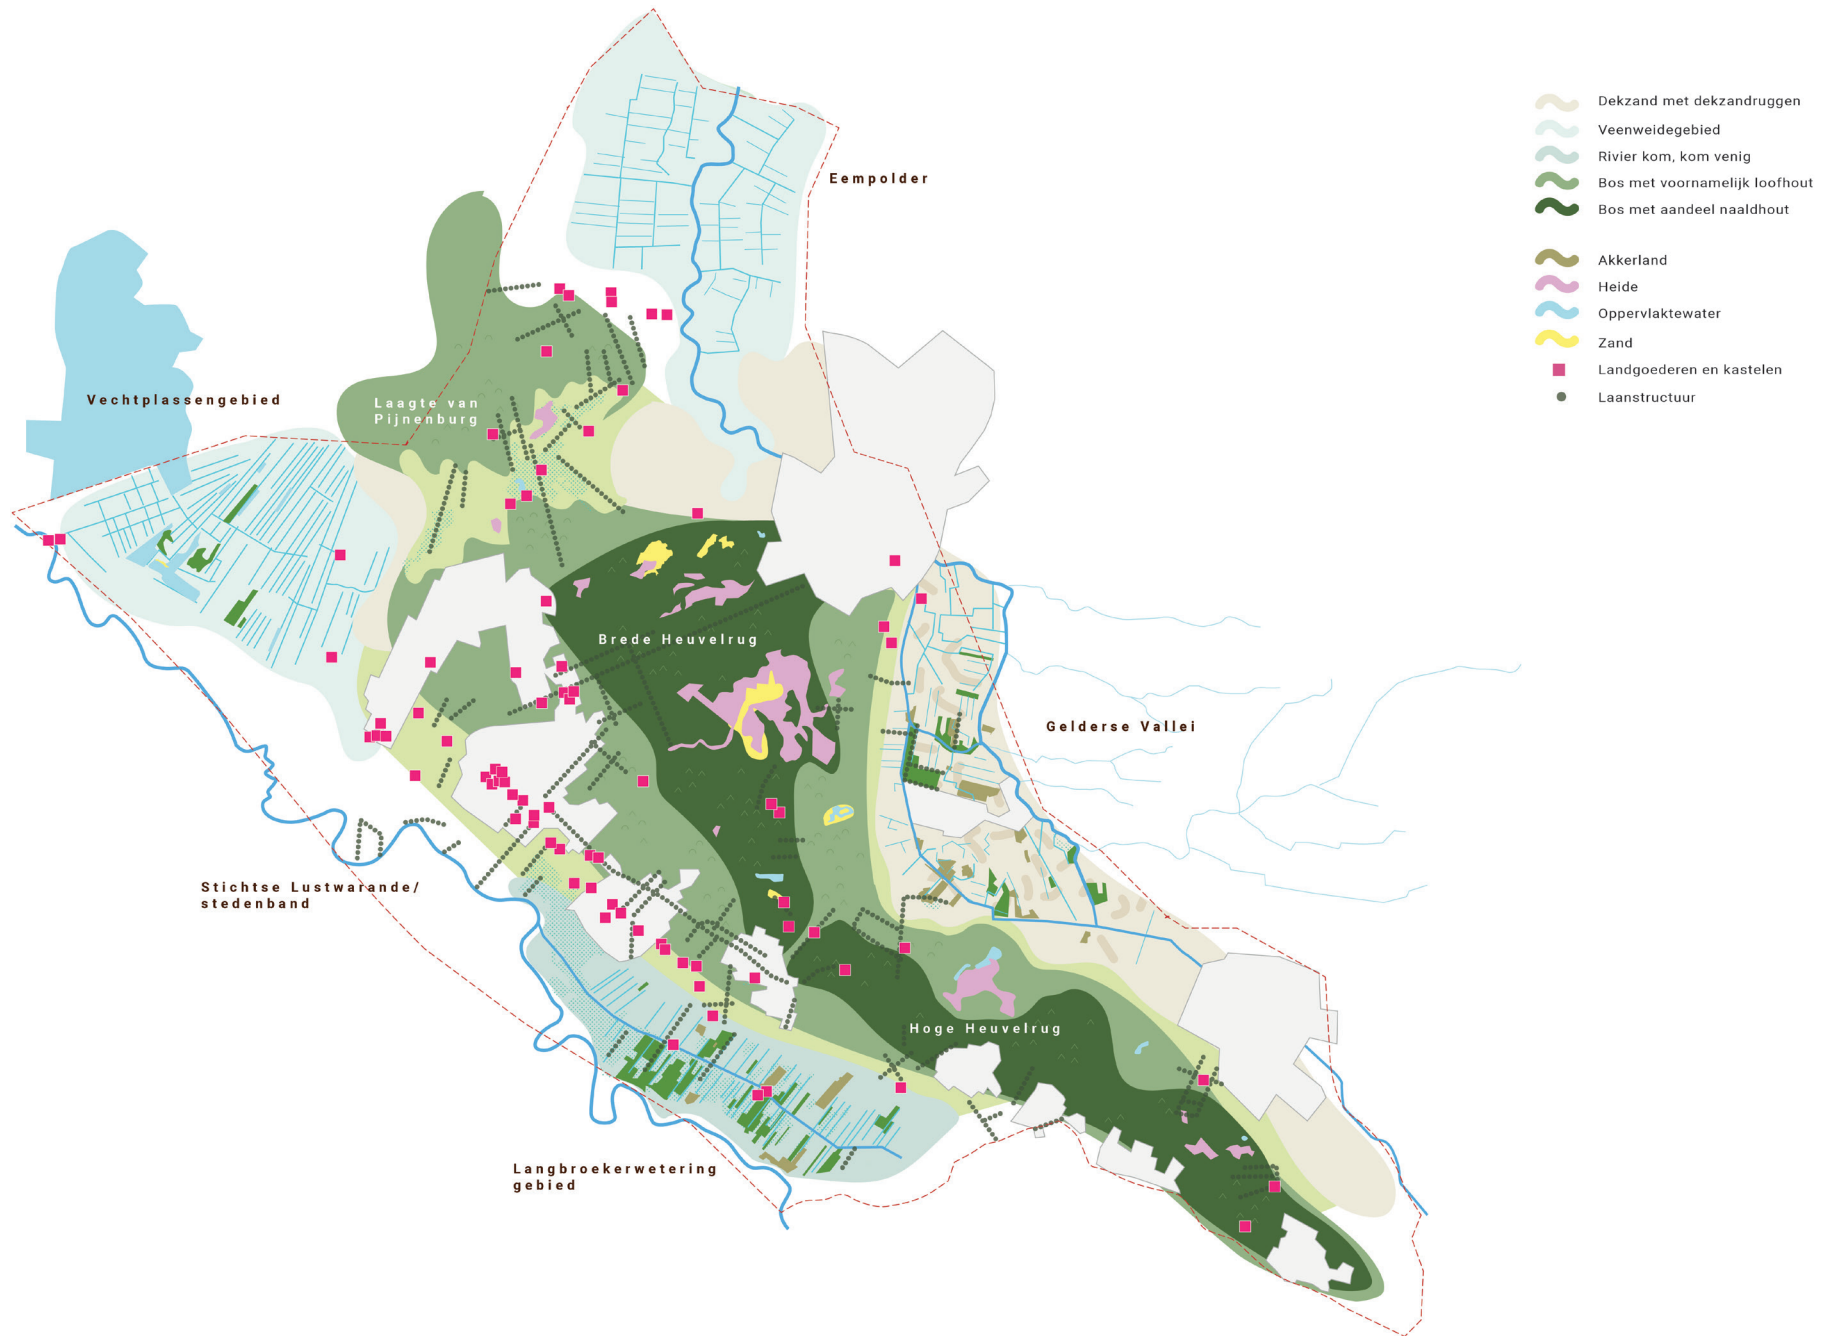 Eempolder
Vechtplassengebied
Laagte van
Pijnenburg
Brede Heuvelrug
Gelderse Vallei
Stichtse Lustwarande/
stedenband
Hoge Heuvelrug
Langbroekerwetering
gebied
Dekzand met dekzandruggen
Veenweidegebied
Rivier kom, kom venig
Bos met voornamelijk loofhout
Bos met aandeel naaldhout
Akkerland
Heide
Oppervlaktewater
Zand
Landgoederen en kastelen
Laanstructuur